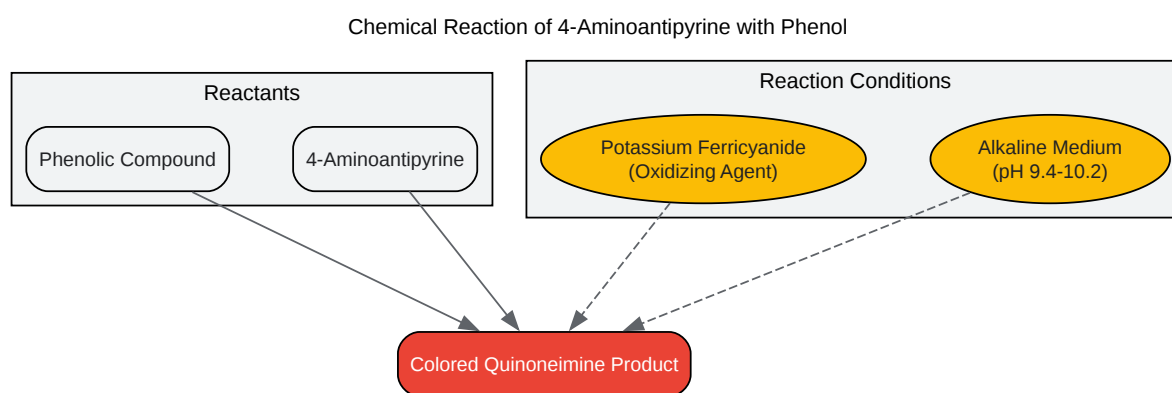 Chemical Reaction of 4-Aminoantipyrine with Phenol
Reactants
Reaction Conditions
Phenolic Compound
4-Aminoantipyrine
Potassium Ferricyanide
(Oxidizing Agent)
Alkaline Medium
(pH 9.4-10.2)
Colored Quinoneimine Product